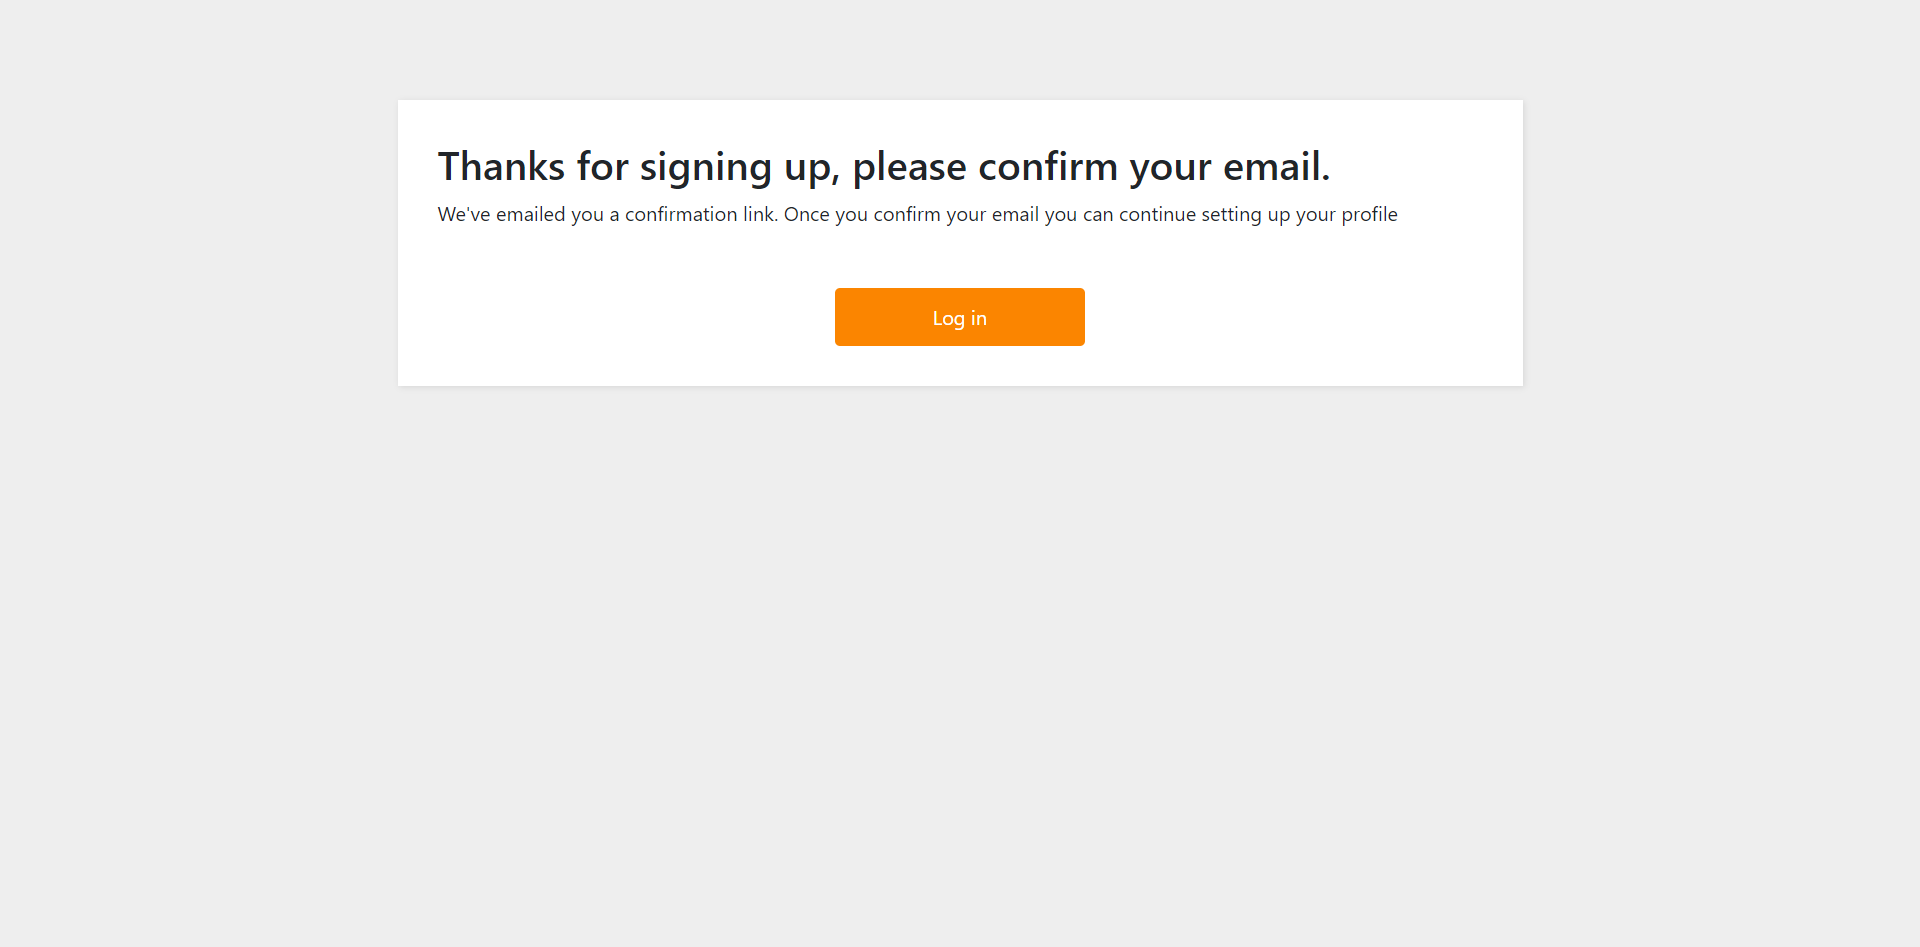 Thanks for signing up, please confirm your email.
We've emailed you a confirmation link. Once you confirm your email you can continue setting up your profile
Log in